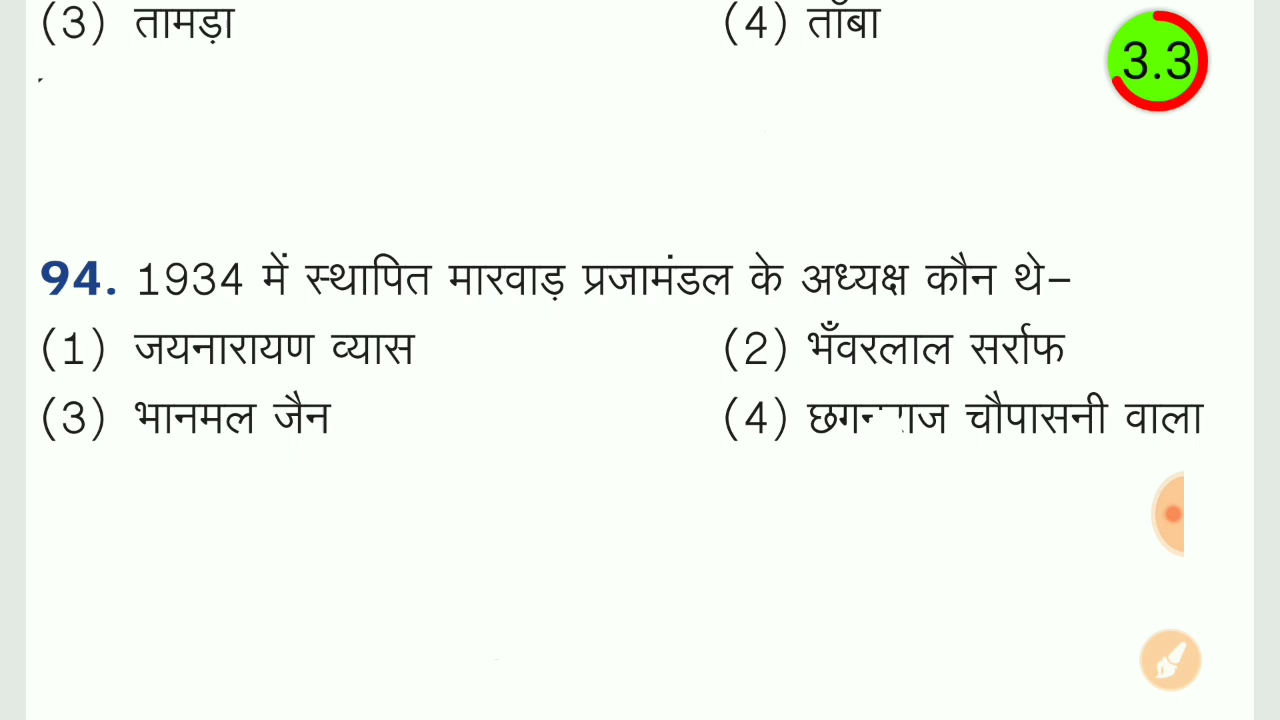 (3) तामड़ा (4) ताँबा
3.3
94. 1934 में स्थापित मारवाड़ प्रजामंडल के अध्यक्ष कौन थे–
(1) जयनारायण व्यास (2) भँवरलाल सर्राफ
(3) भानमल जैन (4) चौपासनी वाला